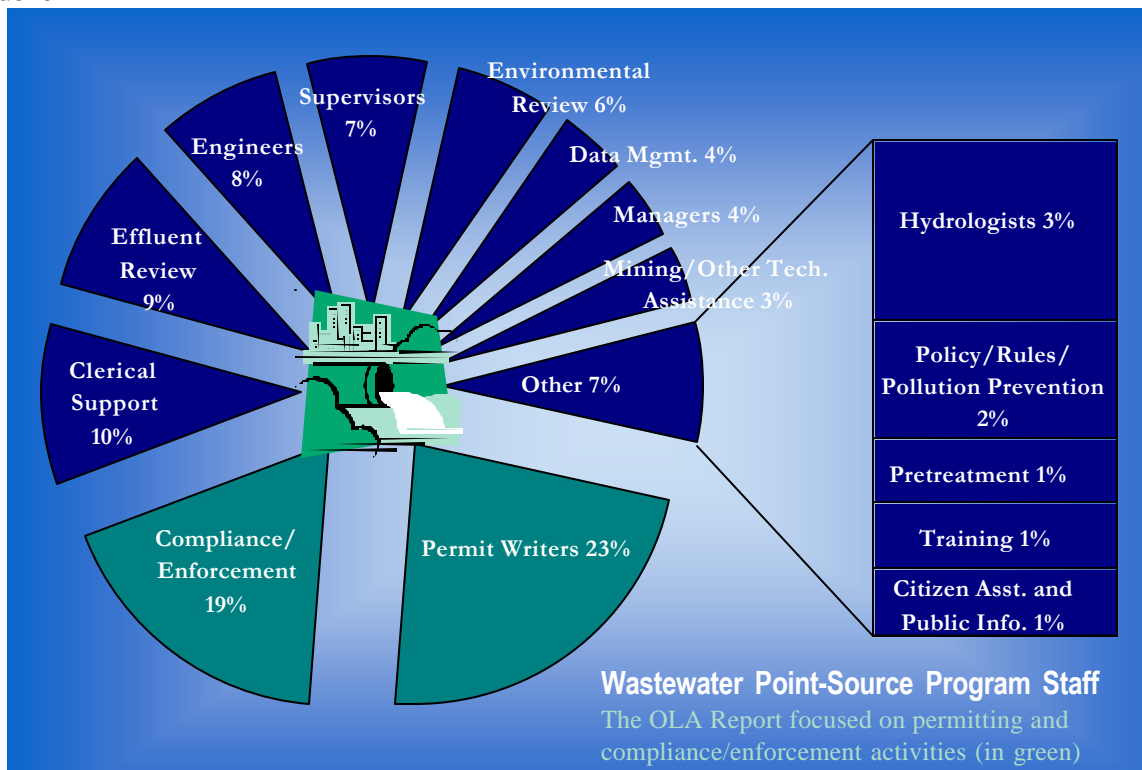 Environmental
Review 6%
Supervisors
7%
Engineers
8%
Data Mgmt. 4%
Managers 4%
Effluent
Review
9%
Mining/Other Tech.
Assistance 3%
Clerical
Support
10%
Other 7%
Hydrologists 3%
Policy/Rules/
Pollution Prevention
2%
Pretreatment 1%
Training 1%
Citizen Asst. and
Public Info. 1%
Compliance/
Enforcement
19%
Permit Writers 23%
Wastewater Point-Source Program Staff
The OLA Report focused on permitting and
compliance/enforcement activities (in green)